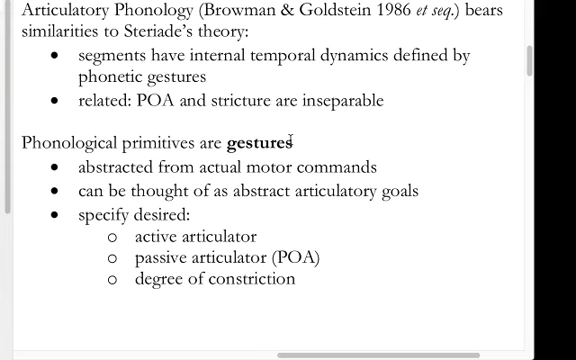 Articulatory Phonology (Browman & Goldstein 1986 et seq.) bears
similarities to Steriade's theory:
• segments have internal temporal dynamics defined by
phonetic gestures
• related: POA and stricture are inseparable
Phonological primitives are gestures
• abstracted from actual motor commands
• can be thought of as abstract articulatory goals
• specify desired:
o active articulator
o passive articulator (POA)
o degree of constriction